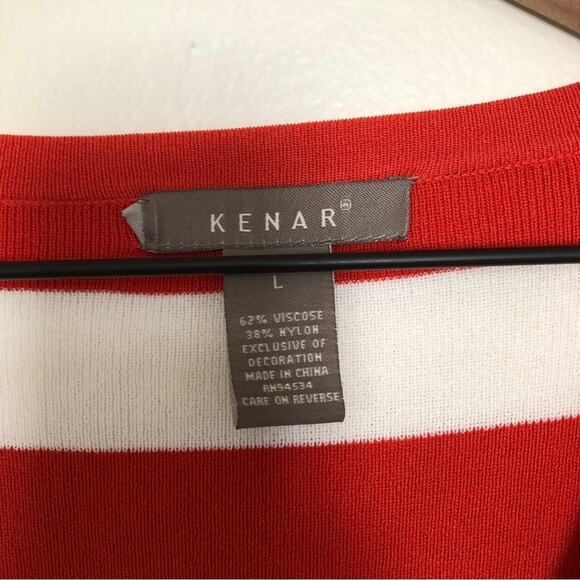 KENAR®
L
62% VISCOSE
38% NYLON
EXCLUSIVE OF
DECORATION
MADE IN CHINA
RN94534
CARE ON REVERSE